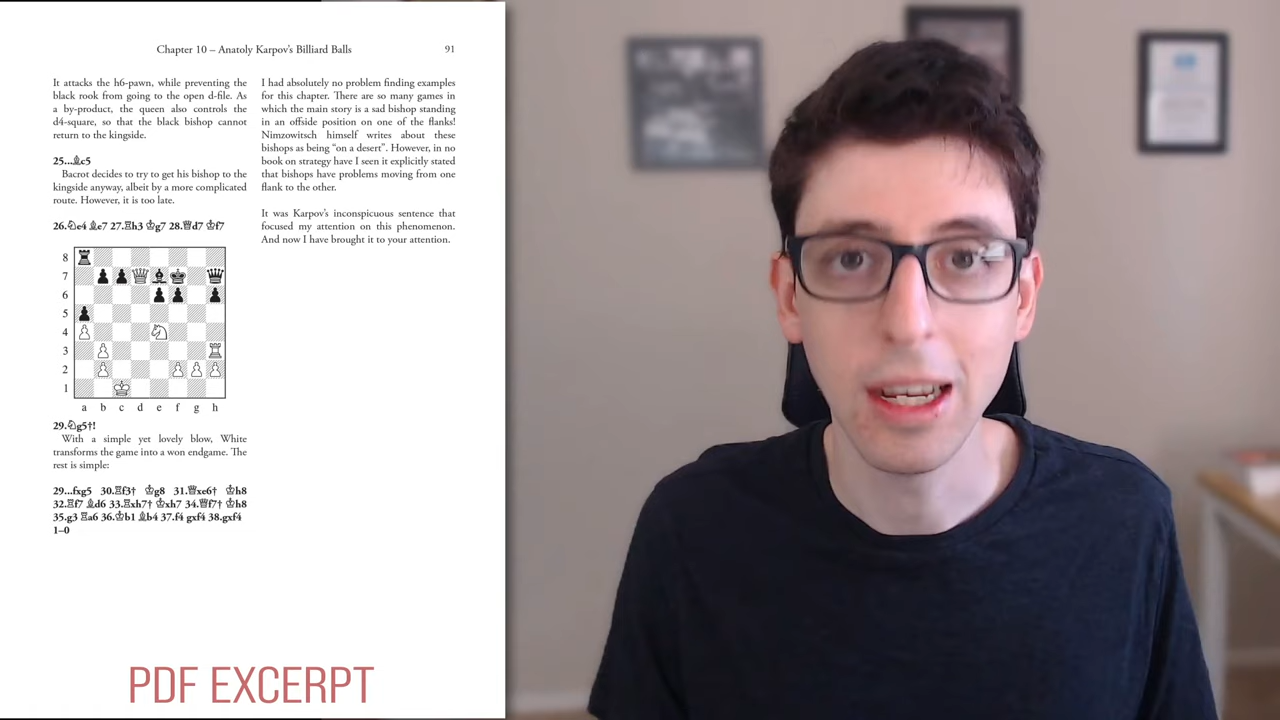 Chapter 10 – Anatoly Karpov's Billiard Balls 91
It attacks the h6-pawn, while preventing the
black rook from going to the open d-file. As
a by-product, the queen also controls the
d4-square, so that the black bishop cannot
return to the kingside.
25...♝c5
Bacrot decides to try to get his bishop to the
kingside anyway, albeit by a more complicated
route. However, it is too late.
26.♘e4 ♝e7 27.♖h3 ♔g7 28.♕d7 ♔f7
8
7
6
5
4
3
2
1
a b c d e f g h
29.♘g5†!
With a simple yet lovely blow, White
transforms the game into a won endgame. The
rest is simple:
29...fxg5 30.♖f3† ♔g8 31.♕xe6† ♔h8
32.♖f7 ♝d6 33.♖xh7† ♔xh7 34.♕f7† ♔h8
35.g3 ♖a6 36.♔b1 ♝b4 37.f4 gxf4 38.gxf4
1–0
I had absolutely no problem finding examples
for this chapter. There are so many games in
which the main story is a sad bishop standing
in an offside position on one of the flanks!
Nimzowitsch himself writes about these
bishops as being "on a desert". However, in no
book on strategy have I seen it explicitly stated
that bishops have problems moving from one
flank to the other.
It was Karpov's inconspicuous sentence that
focused my attention on this phenomenon.
And now I have brought it to your attention.
PDF EXCERPT